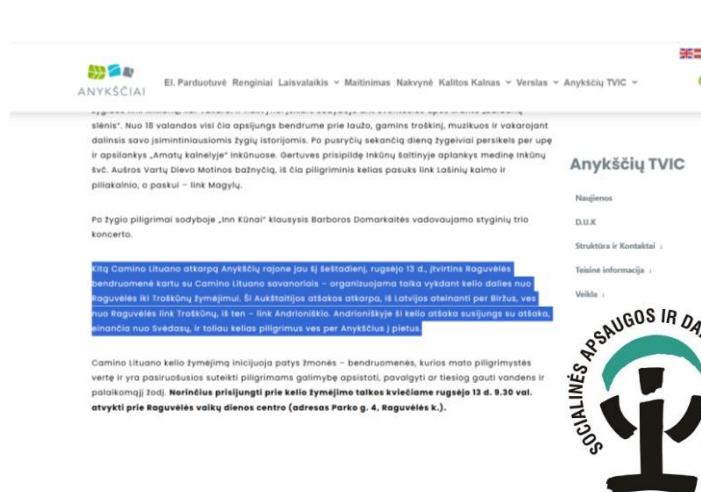 ANYKŠČIAI
El. Parduotuvė Renginiai Laisvalaikis Maitinimas Nakvynė Kalitos Kalnas Verslas Anykščių TVIC
slėnis“. Nuo 18 valandos visi čia apsijungs bendrume prie laužo, gamins troškinį, muzikuos ir vakarojant
dalinsis savo įsimintiniausiomis žygių istorijomis. Po pusryčių sekančią dieną žygeiviai persikels per upę
ir apsilankys „Amatų kalnelyje“ Inkūnuose. Gertuves prisipildę Inkūnų šaltinyje aplankys medinę Inkūnų
švč. Aušros Vartų Dievo Motinos bažnyčią, iš čia piligriminis kelias pasuks link Lašinių kaimo ir
piliakalnio, o paskui – link Magylų.
Po žygio piligrimai sodyboje „Inn Kūnai“ klausysis Barboros Domarkaitės vadovaujamo styginių trio
koncerto.
Kitą Camino Lituano atkarpą Anykščių rajone jau šį šeštadienį, rugsėjo 13 d., įtvirtins Raguvėlės
bendruomenė kartu su Camino Lituano savanoriais – organizuojama talka vykdant kelio dalies nuo
Raguvėlės iki Troškūnų žymėjimui. Ši Aukštaitijos atšakos atkarpa, iš Latvijos ateinanti per Biržus, ves
nuo Raguvėlės link Troškūnų, iš ten – link Andrioniškio. Andrioniškyje ši kelio atšaka susijungs su atšaka,
einančia nuo Svėdasų, ir toliau kelias piligrimus ves per Anykščius į pietus.
Camino Lituano kelio žymėjimą inicijuoja patys žmonės – bendruomenės, kurios mato piligrimystės
vertę ir yra pasiruošusios suteikti piligrimams galimybę apsistoti, pavalgyti ar tiesiog gauti vandens ir
palaikomąjį žodį. Norinčius prisijungti prie kelio žymėjimo talkos kviečiame rugsėjo 13 d. 9.30 val.
atvykti prie Raguvėlės vaikų dienos centro (adresas Parko g. 4, Raguvėlės k.).
Anykščių TVIC
Naujienos
D.U.K
Struktūra ir Kontaktai
Teisinė informacija
Veikla
SOCIALINĖS APSAUGOS IR